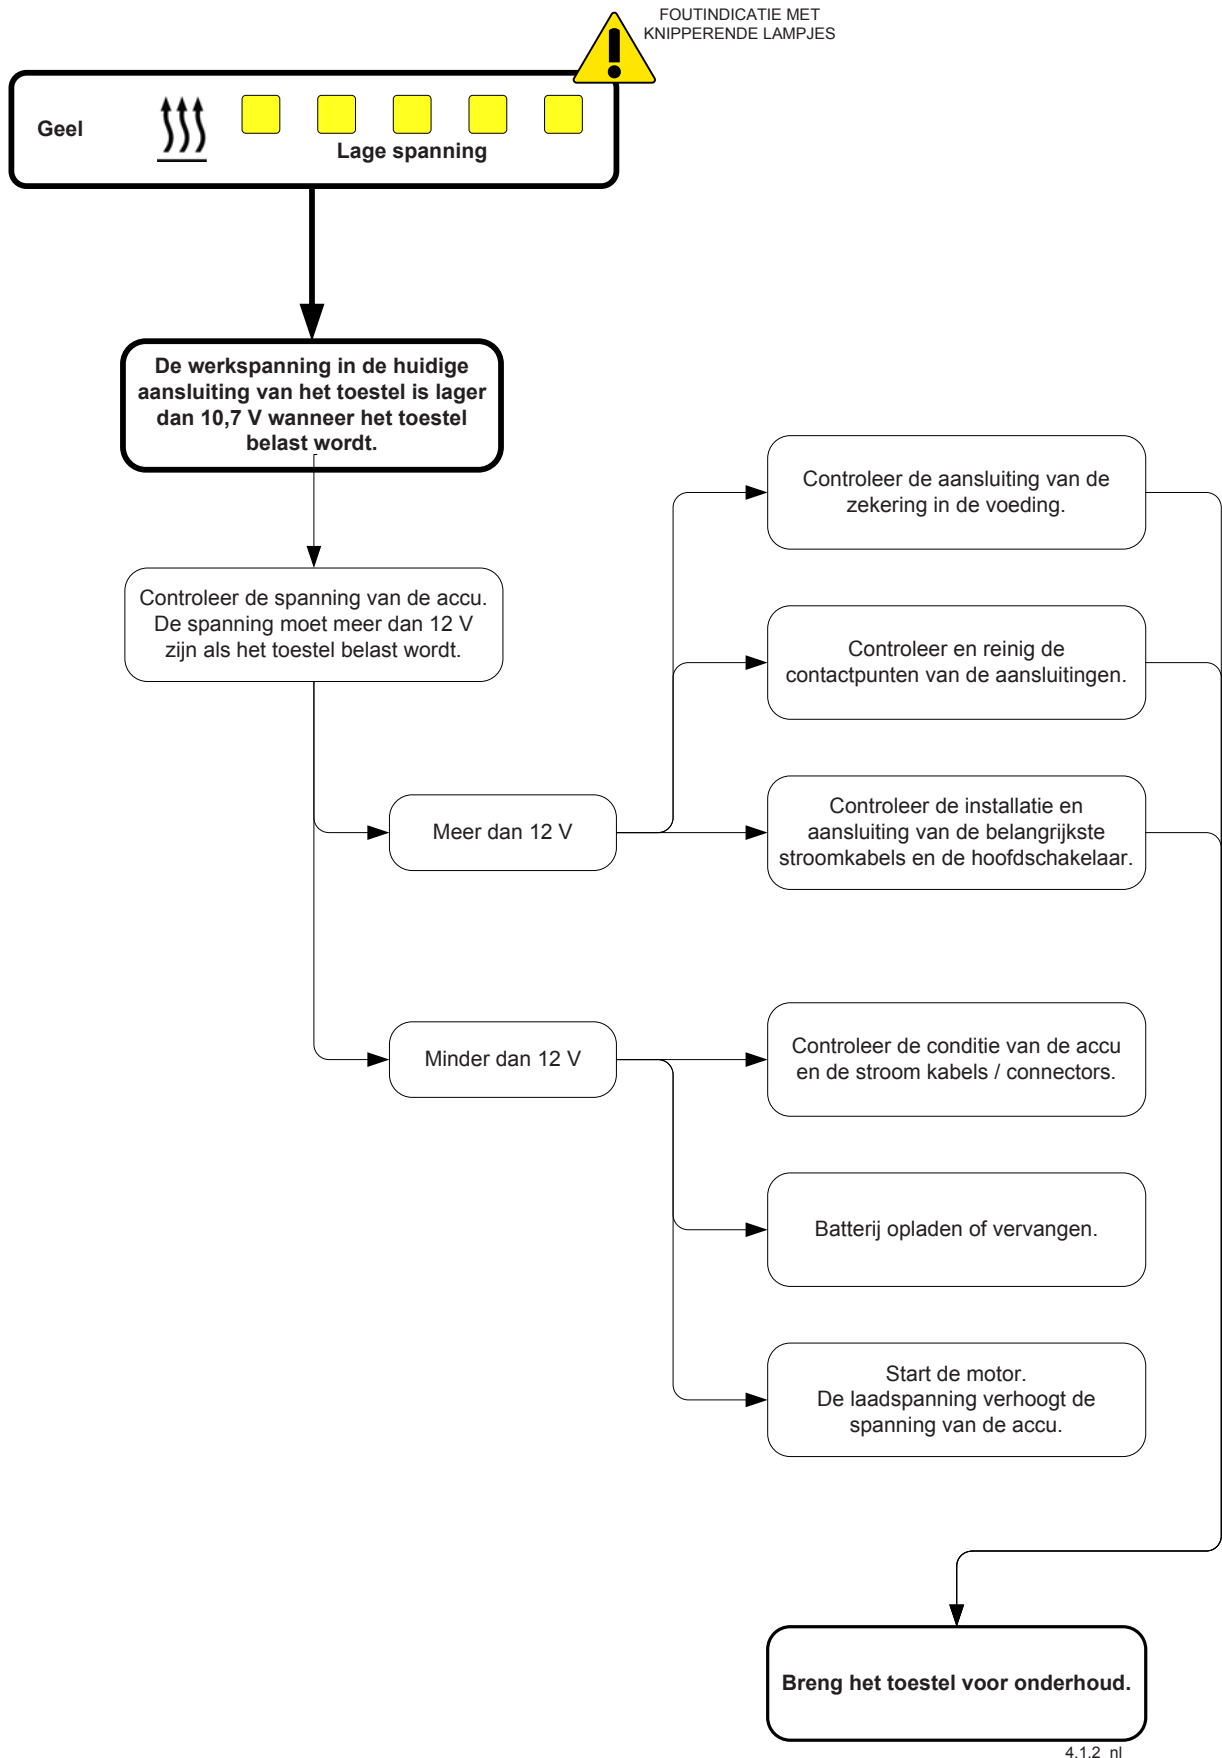 FOUTINDICATIE MET
KNIPPERENDE LAMPJES
Geel
Lage spanning
De werkspanning in de huidige
aansluiting van het toestel is lager
dan 10,7 V wanneer het toestel
belast wordt.
Controleer de spanning van de accu.
De spanning moet meer dan 12 V
zijn als het toestel belast wordt.
Meer dan 12 V
Controleer de aansluiting van de
zekering in de voeding.
Controleer en reinig de
contactpunten van de aansluitingen.
Controleer de installatie en
aansluiting van de belangrijkste
stroomkabels en de hoofdschakelaar.
Minder dan 12 V
Controleer de conditie van de accu
en de stroom kabels / connectors.
Batterij opladen of vervangen.
Start de motor.
De laadspanning verhoogt de
spanning van de accu.
Breng het toestel voor onderhoud.
4.1.2_nl